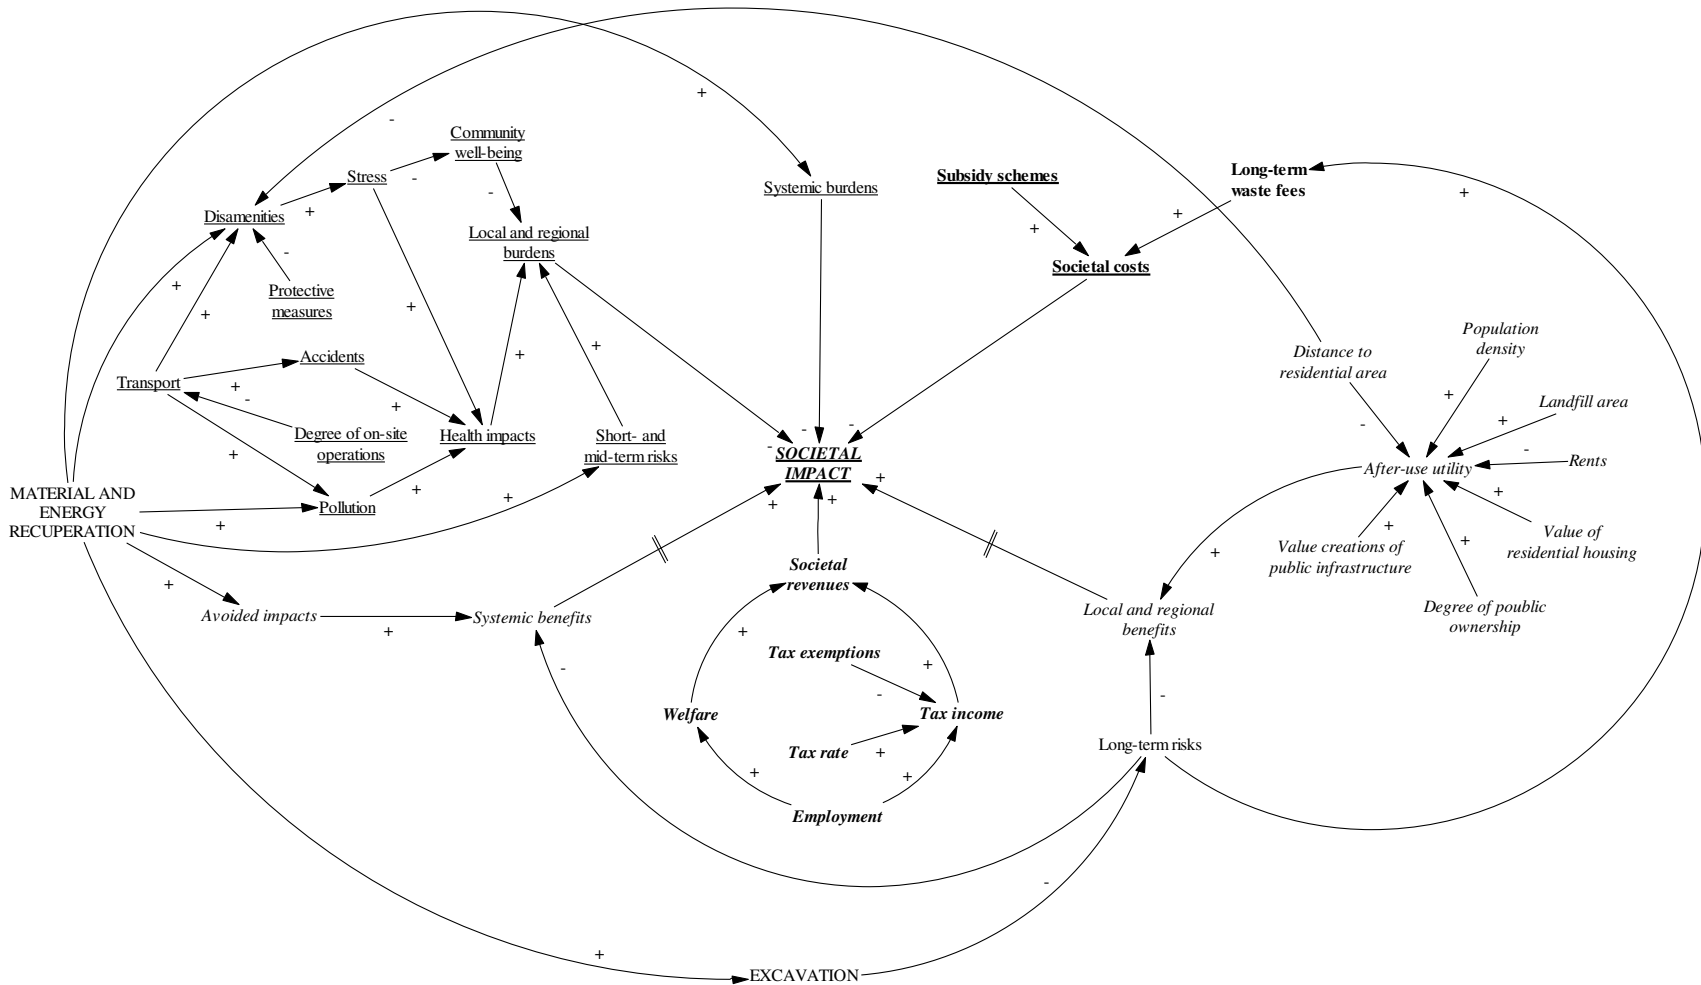 +
-
Community
well-being
-
-
Stress
Systemic burdens
Subsidy schemes
Long-term
waste fees
+
+
+
+
Disamenities
Local and regional
burdens
-
Societal costs
+
Protective
measures
+
+
+
+
Accidents
Transport
+
-
+
Degree of on-site
operations
Health impacts
Short- and
mid-term risks
+
+
+
Pollution
+
MATERIAL AND
ENERGY
RECUPERATION
+
-
-
-
SOCIETAL
IMPACT
+
+
+
Distance to
residential area
-
Population
density
+
Landfill area
+
-
Rents
After-use utility
+
+
+
Value creations of
public infrastructure
Value of
residential housing
Degree of poublic
ownership
+
+
Avoided impacts
+
Systemic benefits
Societal
revenues
Local and regional
benefits
-
+
Tax exemptions
+
-
-
Welfare
Tax income
Tax rate
+
Long-term risks
+
+
Employment
-
+
EXCAVATION